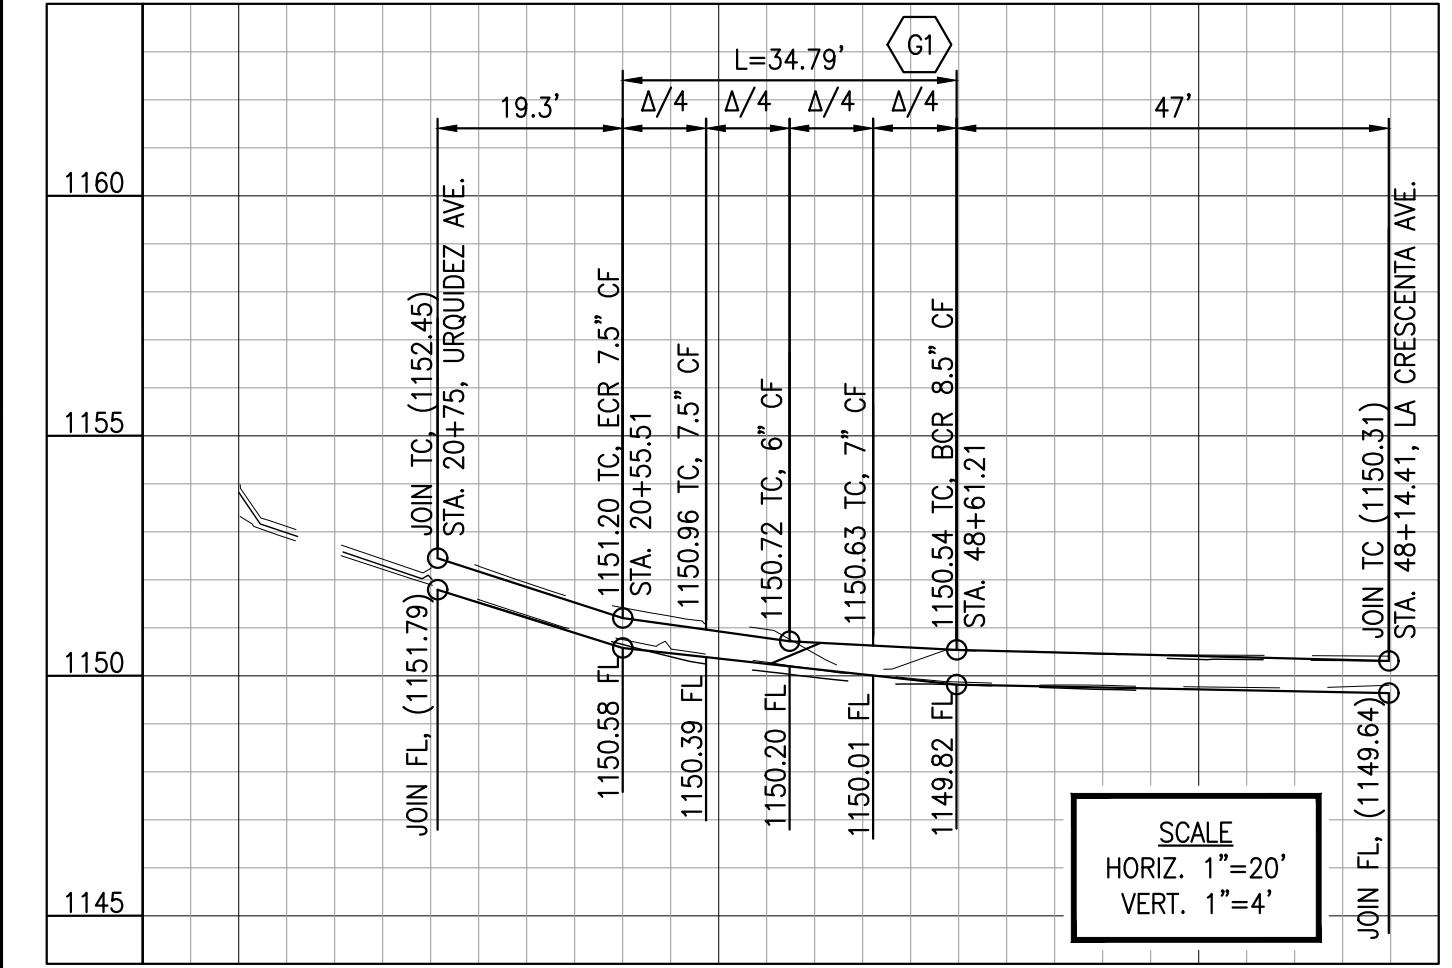 G1
L=34.79'
19.3'
Δ/4
Δ/4
Δ/4
Δ/4
47'
1160
1155
1150
1145
JOIN TC, (1152.45)
STA. 20+75, URQUIDEZ AVE.
1151.20 TC, ECR 7.5" CF
STA. 20+55.51
1150.96 TC, 7.5" CF
1150.72 TC, 6" CF
1150.63 TC, 7" CF
1150.54 TC, BCR 8.5" CF
STA. 48+61.21
JOIN TC (1150.31)
STA. 48+14.41, LA CRESCENTA AVE.
JOIN FL, (1151.79)
1150.58 FL
1150.39 FL
1150.20 FL
1150.01 FL
1149.82 FL
JOIN FL, (1149.64)
SCALE
HORIZ. 1"=20'
VERT. 1"=4'